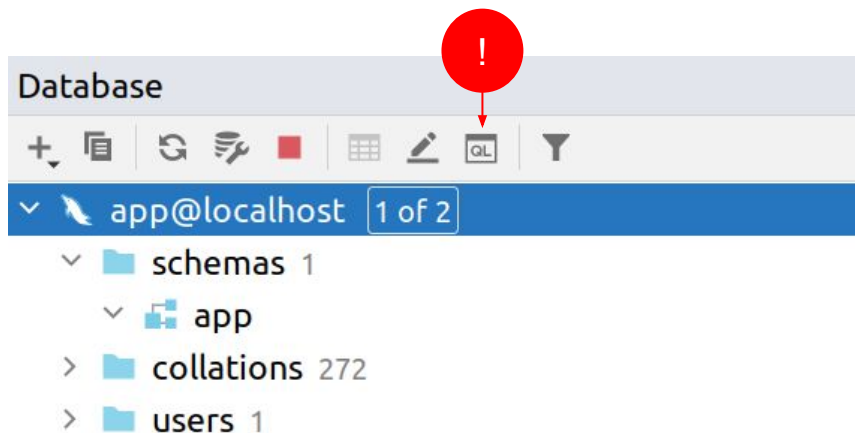 !
Database
QL
app@localhost 1 of 2
schemas 1
app
collations 272
users 1